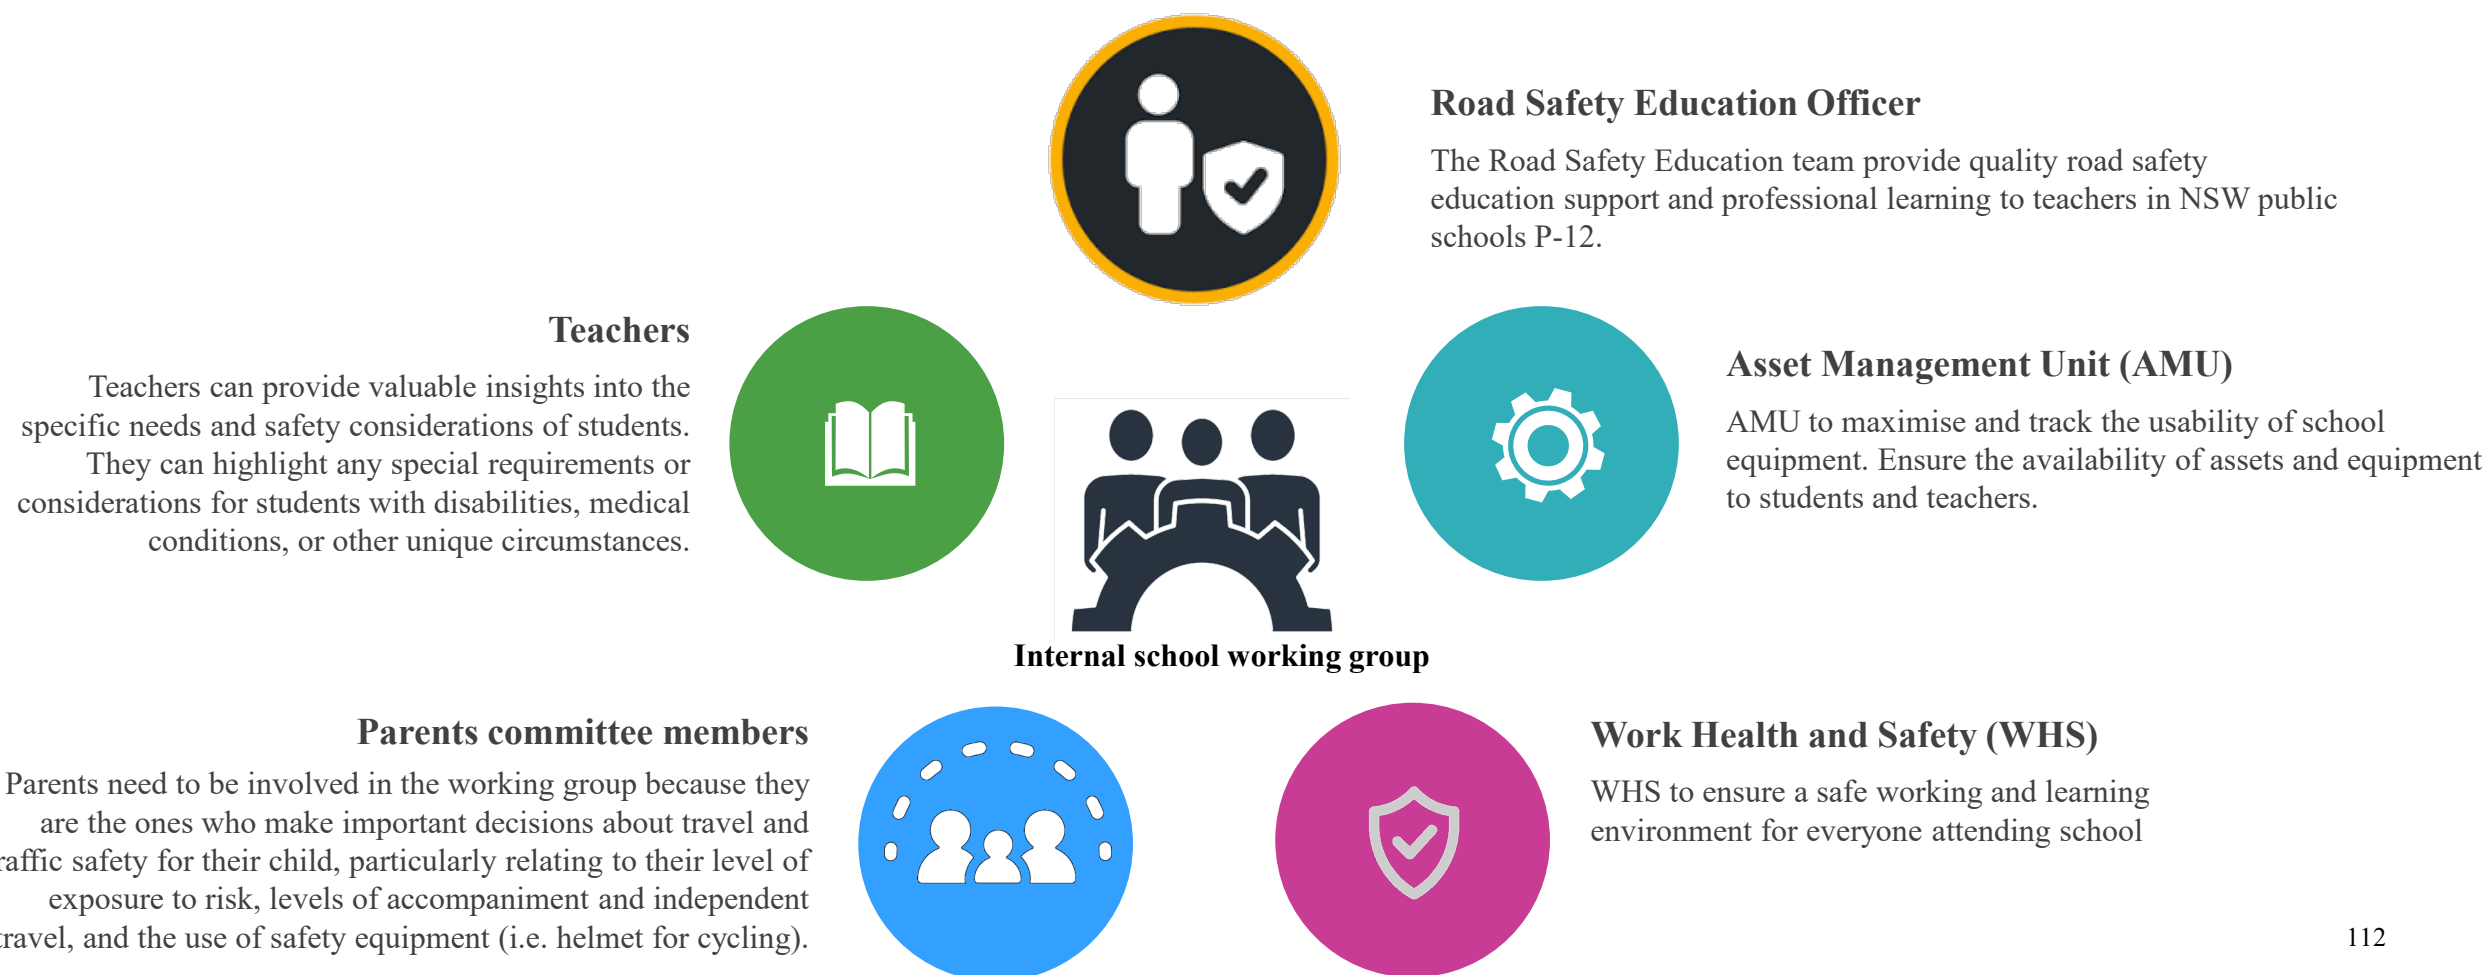 Road Safety Education Officer
The Road Safety Education team provide quality road safety
education support and professional learning to teachers in NSW public
schools P-12.
Teachers
Teachers can provide valuable insights into the
specific needs and safety considerations of students.
They can highlight any special requirements or
considerations for students with disabilities, medical
conditions, or other unique circumstances.
Asset Management Unit (AMU)
AMU to maximise and track the usability of school
equipment. Ensure the availability of assets and equipment
to students and teachers.
Internal school working group
Parents committee members
Parents need to be involved in the working group because they
are the ones who make important decisions about travel and
raffic safety for their child, particularly relating to their level of
exposure to risk, levels of accompaniment and independent
travel, and the use of safety equipment (i.e. helmet for cycling).
Work Health and Safety (WHS)
WHS to ensure a safe working and learning
environment for everyone attending school
112